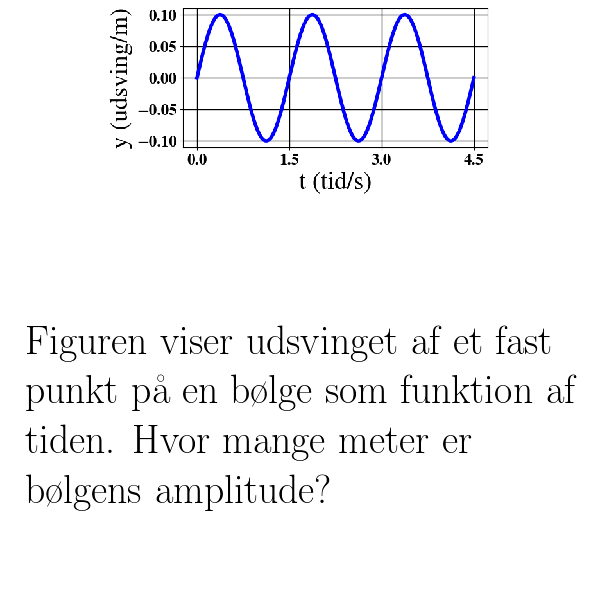 0.10
0.05
0.00
−0.05
−0.10
y (udsving/m)
0.0 1.5 3.0 4.5
t (tid/s)
Figuren viser udsvinget af et fast
punkt på en bølge som funktion af
tiden. Hvor mange meter er
bølgens amplitude?